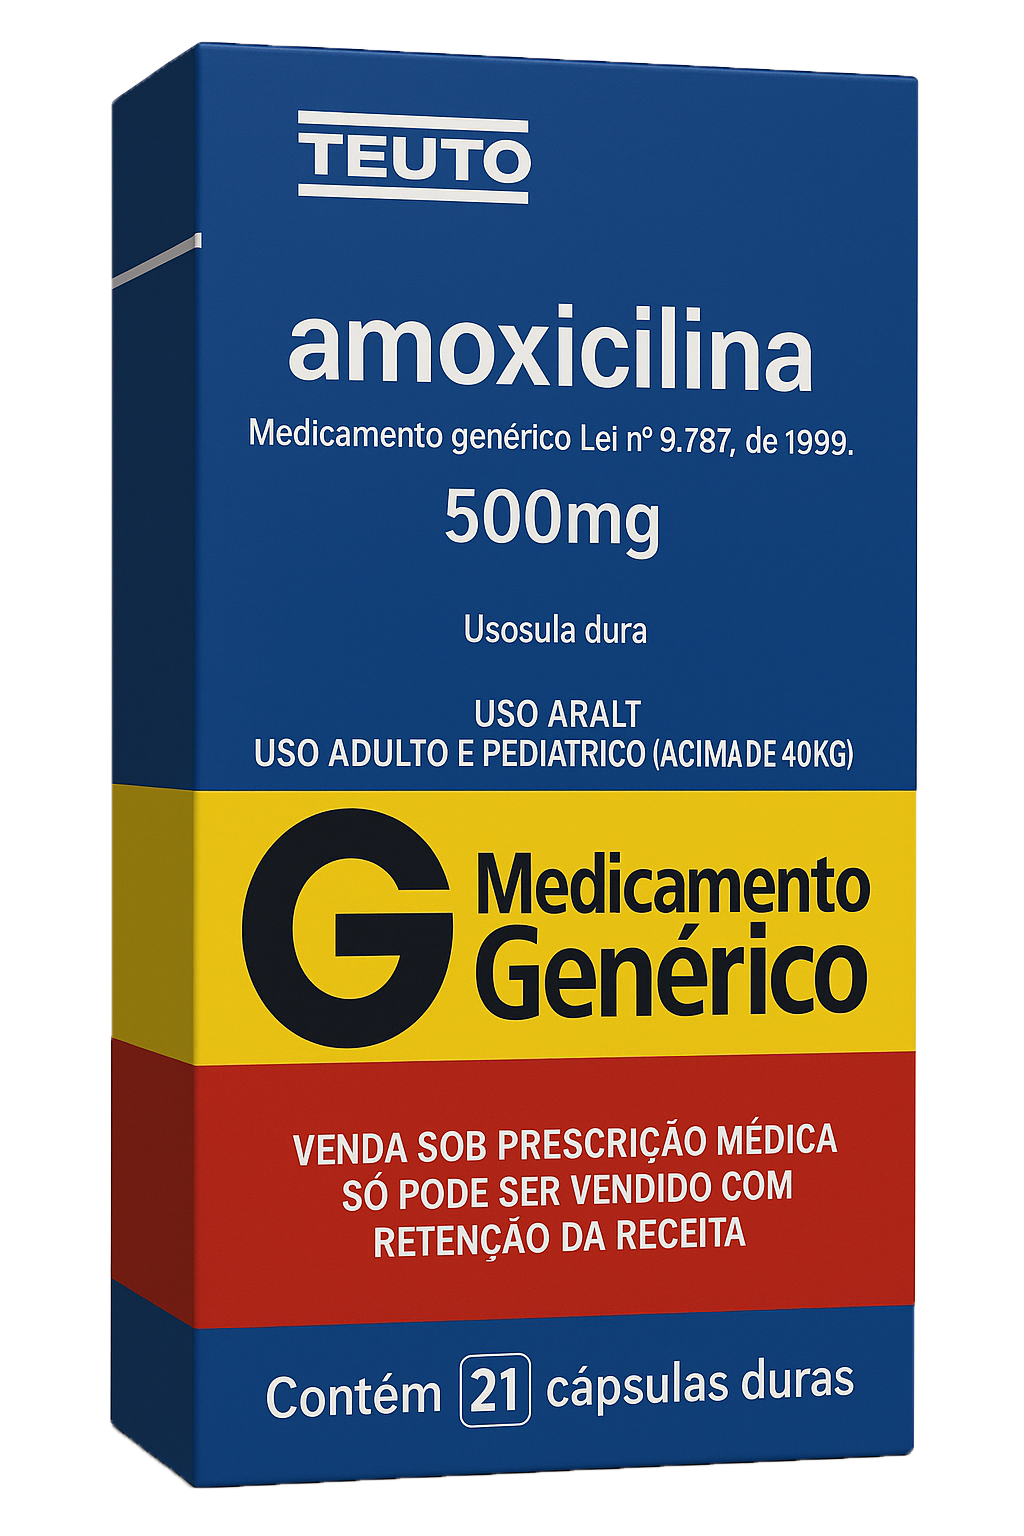 TEUTO
amoxicilina
Medicamento genérico Lei nº 9.787, de 1999.
500mg
Usosula dura
USO ARALT
USO ADULTO E PEDIATRICO (ACIMA DE 40KG)
G
Medicamento
Genérico
VENDA SOB PRESCRIÇÃO MÉDICA
SÓ PODE SER VENDIDO COM
RETENÇÃO DA RECEITA
Contém 21 cápsulas duras